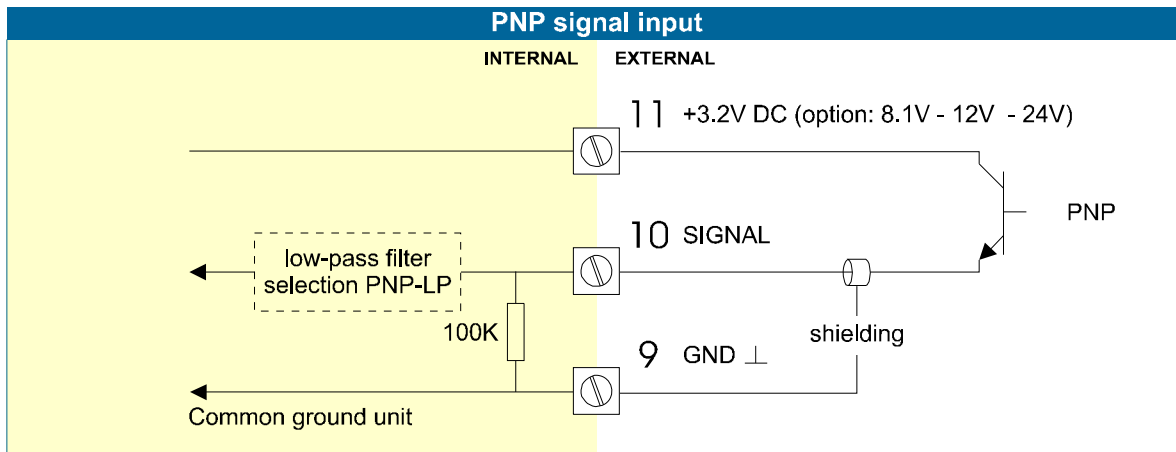 PNP signal input
INTERNAL EXTERNAL
11 +3.2V DC (option: 8.1V - 12V - 24V)
PNP
10 SIGNAL
low-pass filter
selection PNP-LP
100K
shielding
9 GND ⊥
Common ground unit